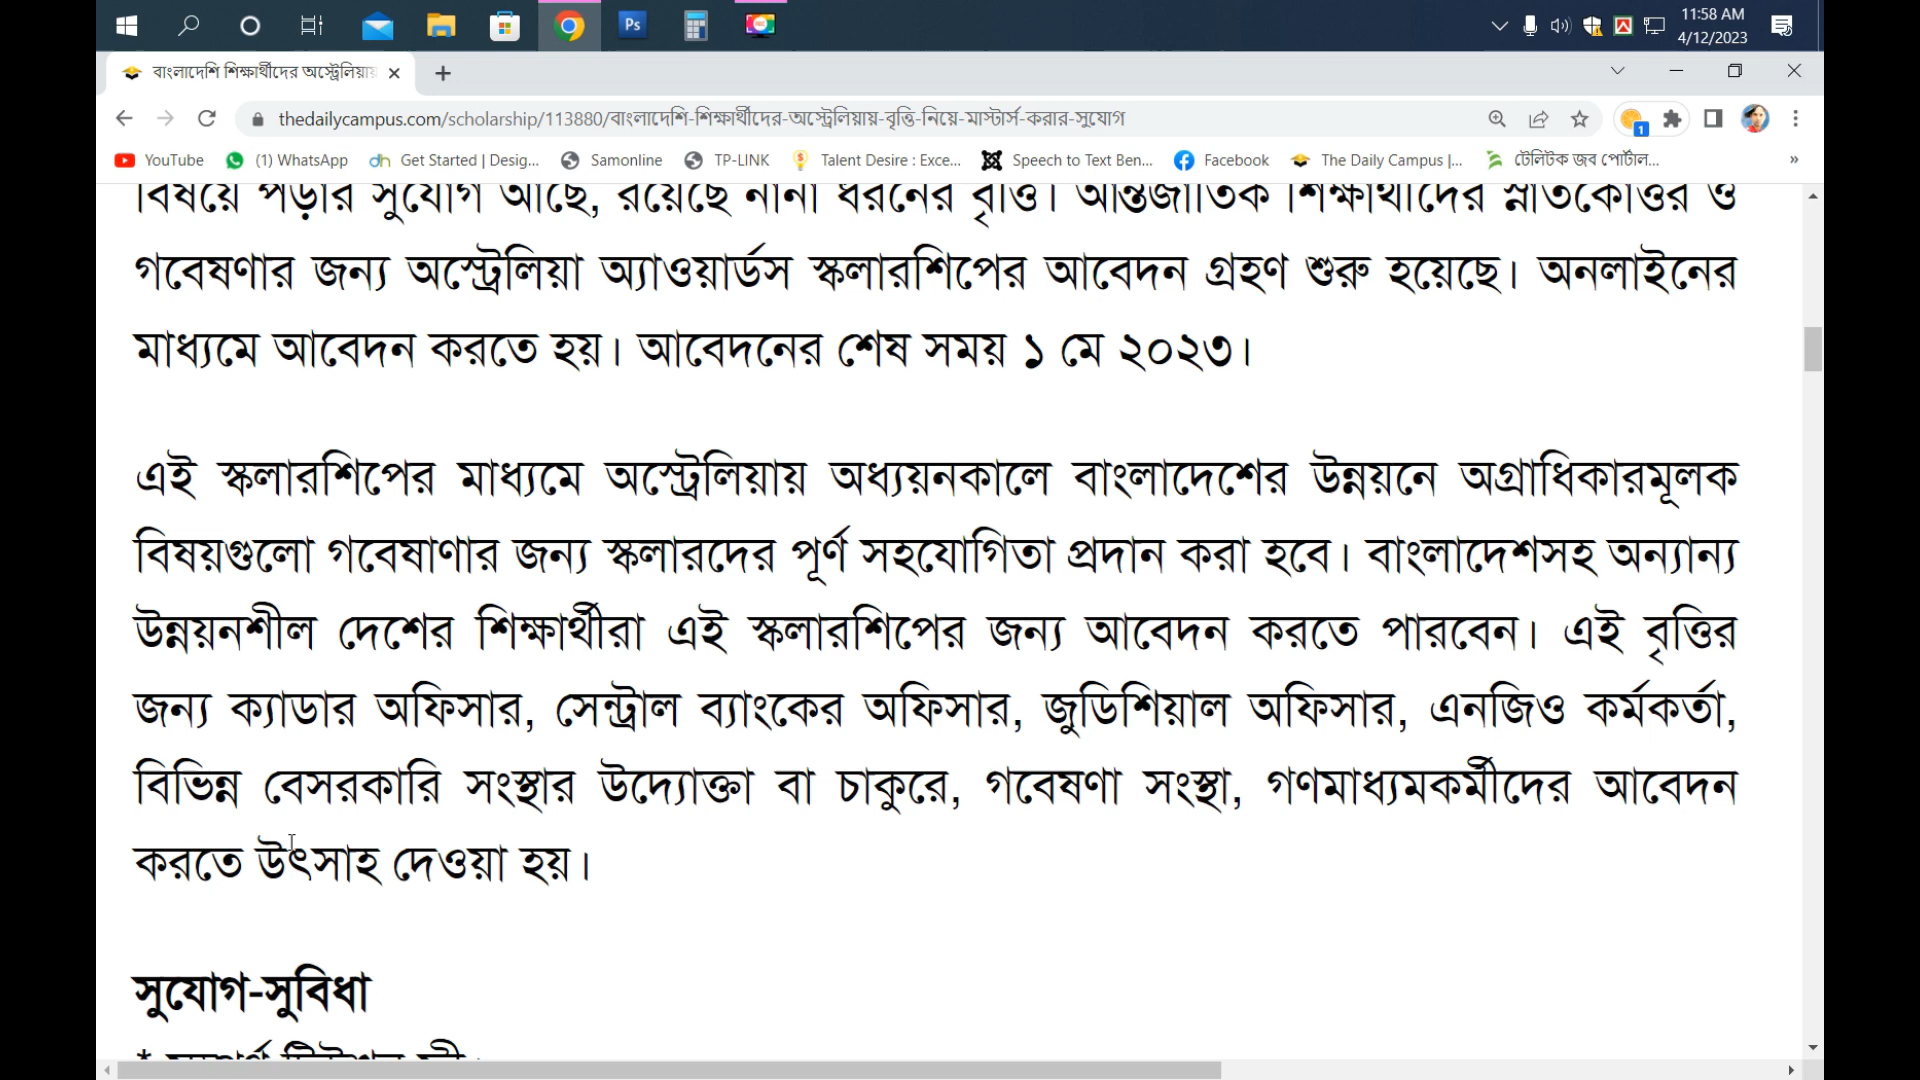 Ps
11:58 AM
4/12/2023
বাংলাদেশি শিক্ষার্থীদের অস্ট্রেলিয়ায়
thedailycampus.com/scholarship/113880/বাংলাদেশি-শিক্ষার্থীদের-অস্ট্রেলিয়ায়-বৃত্তি-নিয়ে-মাস্টার্স-করার-সুযোগ
1
YouTube (1) WhatsApp dh Get Started | Desig... Samonline TP-LINK Talent Desire : Exce... Speech to Text Ben... Facebook The Daily Campus |... টেলিটক জব পোর্টাল... »
বিষয়ে পড়ার সুযোগ আছে, রয়েছে নানা ধরনের বৃত্তি। আন্তর্জাতিক শিক্ষার্থীদের স্নাতকোত্তর ও
গবেষণার জন্য অস্ট্রেলিয়া অ্যাওয়ার্ডস স্কলারশিপের আবেদন গ্রহণ শুরু হয়েছে। অনলাইনের
মাধ্যমে আবেদন করতে হয়। আবেদনের শেষ সময় ১ মে ২০২৩।
এই স্কলারশিপের মাধ্যমে অস্ট্রেলিয়ায় অধ্যয়নকালে বাংলাদেশের উন্নয়নে অগ্রাধিকারমূলক
বিষয়গুলো গবেষাণার জন্য স্কলারদের পূর্ণ সহযোগিতা প্রদান করা হবে। বাংলাদেশসহ অন্যান্য
উন্নয়নশীল দেশের শিক্ষার্থীরা এই স্কলারশিপের জন্য আবেদন করতে পারবেন। এই বৃত্তির
জন্য ক্যাডার অফিসার, সেন্ট্রাল ব্যাংকের অফিসার, জুডিশিয়াল অফিসার, এনজিও কর্মকর্তা,
বিভিন্ন বেসরকারি সংস্থার উদ্যোক্তা বা চাকুরে, গবেষণা সংস্থা, গণমাধ্যমকর্মীদের আবেদন
করতে উৎসাহ দেওয়া হয়।
সুযোগ-সুবিধা
* সম্পূর্ণ টিউশন ফী।